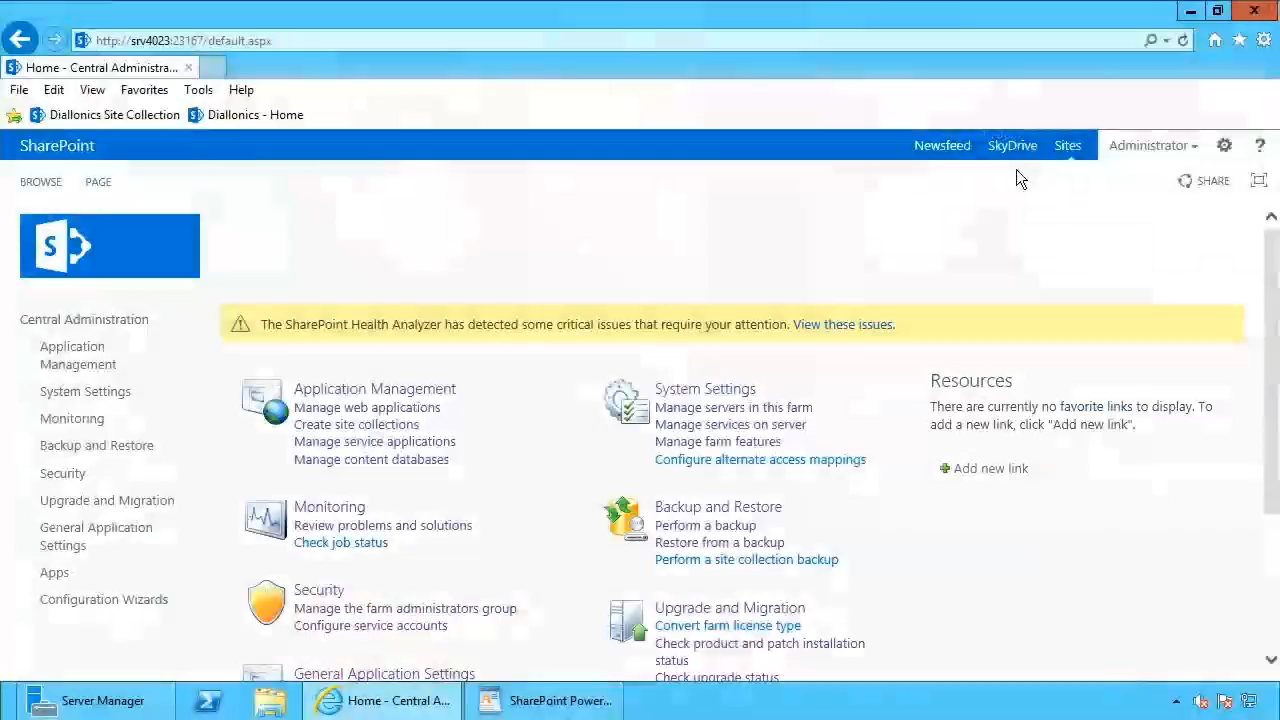 http://srv4023:23167/default.aspx
Home - Central Administra...
File Edit View Favorites Tools Help
Diallonics Site Collection Diallonics - Home
SharePoint
Newsfeed SkyDrive Sites Administrator ?
BROWSE PAGE
SHARE
S
Central Administration
Application
Management
System Settings
Monitoring
Backup and Restore
Security
Upgrade and Migration
General Application
Settings
Apps
Configuration Wizards
The SharePoint Health Analyzer has detected some critical issues that require your attention. View these issues.
Application Management
Manage web applications
Create site collections
Manage service applications
Manage content databases
Monitoring
Review problems and solutions
Check job status
Security
Manage the farm administrators group
Configure service accounts
General Application Settings
System Settings
Manage servers in this farm
Manage services on server
Manage farm features
Configure alternate access mappings
Backup and Restore
Perform a backup
Restore from a backup
Perform a site collection backup
Upgrade and Migration
Convert farm license type
Check product and patch installation
status
Check upgrade status
Resources
There are currently no favorite links to display. To
add a new link, click "Add new link".
Add new link
Server Manager
Home - Central A...
SharePoint Power...